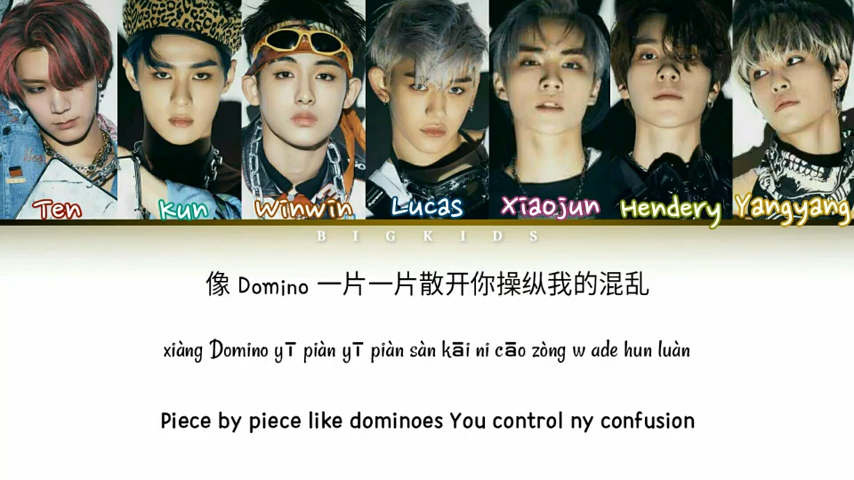 Ten Kun Winwin Lucas Xiaojun Hendery Yangyang
BIGKIDS
像 Domino 一片一片散开你操纵我的混乱
xiàng Domino yī piàn yī piàn sàn kāi ni cāo zòng w ade hun luàn
Piece by piece like dominoes You control ny confusion